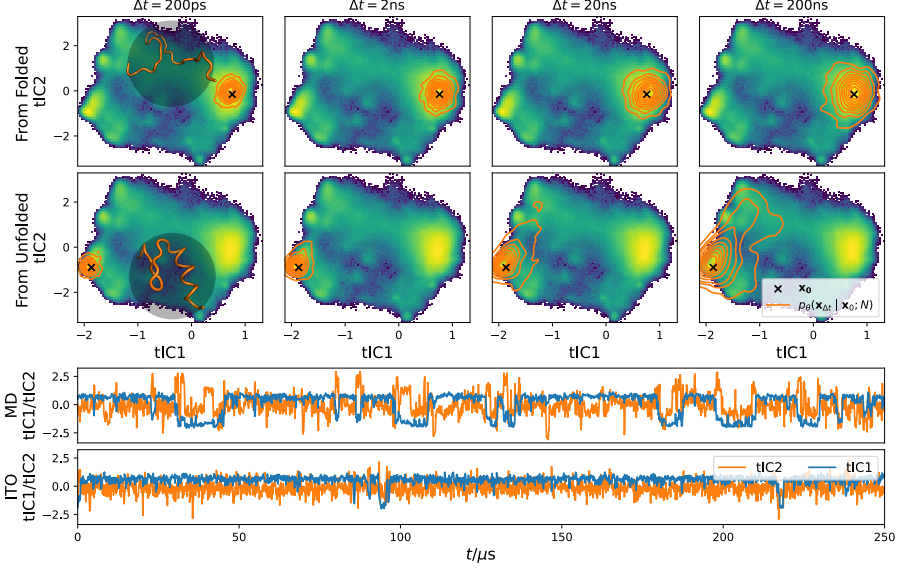 Δt = 200ps
Δt = 2ns
Δt = 20ns
Δt = 200ns
From Folded
tIC2
2
0
−2
From Unfolded
tIC2
2
0
−2
x₀
pθ(x_Δt | x₀; N)
−2 −1 0 1
−2 −1 0 1
−2 −1 0 1
−2 −1 0 1
tIC1
tIC1
tIC1
tIC1
MD
tIC1/tIC2
2.5
0.0
−2.5
ITO
tIC1/tIC2
2.5
0.0
−2.5
tIC2
tIC1
0 50 100 150 200 250
t/μs